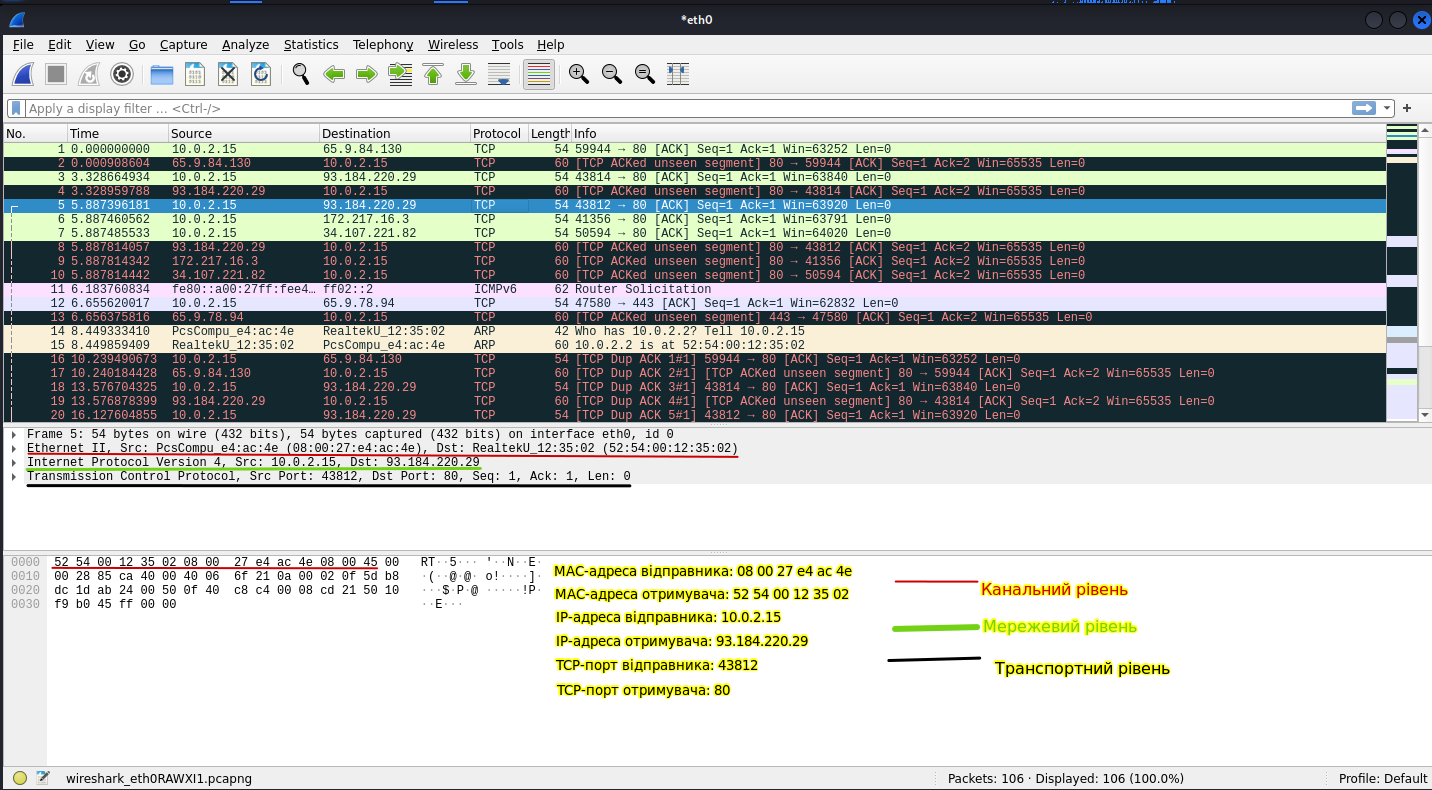 *eth0
File Edit View Go Capture Analyze Statistics Telephony Wireless Tools Help
Apply a display filter ... <Ctrl-/>
No. Time Source Destination Protocol Length Info
1 0.000000000 10.0.2.15 65.9.84.130 TCP 54 59944 → 80 [ACK] Seq=1 Ack=1 Win=63252 Len=0
2 0.000908604 65.9.84.130 10.0.2.15 TCP 60 [TCP ACKed unseen segment] 80 → 59944 [ACK] Seq=1 Ack=2 Win=65535 Len=0
3 3.328664934 10.0.2.15 93.184.220.29 TCP 54 43814 → 80 [ACK] Seq=1 Ack=1 Win=63840 Len=0
4 3.328959788 93.184.220.29 10.0.2.15 TCP 60 [TCP ACKed unseen segment] 80 → 43814 [ACK] Seq=1 Ack=2 Win=65535 Len=0
5 5.887396181 10.0.2.15 93.184.220.29 TCP 54 43812 → 80 [ACK] Seq=1 Ack=1 Win=63920 Len=0
6 5.887460562 10.0.2.15 172.217.16.3 TCP 54 41356 → 80 [ACK] Seq=1 Ack=1 Win=63791 Len=0
7 5.887485533 10.0.2.15 34.107.221.82 TCP 54 50594 → 80 [ACK] Seq=1 Ack=1 Win=64020 Len=0
8 5.887814057 93.184.220.29 10.0.2.15 TCP 60 [TCP ACKed unseen segment] 80 → 43812 [ACK] Seq=1 Ack=2 Win=65535 Len=0
9 5.887814342 172.217.16.3 10.0.2.15 TCP 60 [TCP ACKed unseen segment] 80 → 41356 [ACK] Seq=1 Ack=2 Win=65535 Len=0
10 5.887814442 34.107.221.82 10.0.2.15 TCP 60 [TCP ACKed unseen segment] 80 → 50594 [ACK] Seq=1 Ack=2 Win=65535 Len=0
11 6.183760834 fe80::a00:27ff:fee4… ff02::2 ICMPv6 62 Router Solicitation
12 6.655620017 10.0.2.15 65.9.78.94 TCP 54 47580 → 443 [ACK] Seq=1 Ack=1 Win=62832 Len=0
13 6.656375816 65.9.78.94 10.0.2.15 TCP 60 [TCP ACKed unseen segment] 443 → 47580 [ACK] Seq=1 Ack=2 Win=65535 Len=0
14 8.449333410 PcsCompu_e4:ac:4e RealtekU_12:35:02 ARP 42 Who has 10.0.2.2? Tell 10.0.2.15
15 8.449859409 RealtekU_12:35:02 PcsCompu_e4:ac:4e ARP 60 10.0.2.2 is at 52:54:00:12:35:02
16 10.239490673 10.0.2.15 65.9.84.130 TCP 54 [TCP Dup ACK 1#1] 59944 → 80 [ACK] Seq=1 Ack=1 Win=63252 Len=0
17 10.240184428 65.9.84.130 10.0.2.15 TCP 60 [TCP Dup ACK 2#1] [TCP ACKed unseen segment] 80 → 59944 [ACK] Seq=1 Ack=2 Win=65535 Len=0
18 13.576704325 10.0.2.15 93.184.220.29 TCP 54 [TCP Dup ACK 3#1] 43814 → 80 [ACK] Seq=1 Ack=1 Win=63840 Len=0
19 13.576878399 93.184.220.29 10.0.2.15 TCP 60 [TCP Dup ACK 4#1] [TCP ACKed unseen segment] 80 → 43814 [ACK] Seq=1 Ack=2 Win=65535 Len=0
20 16.127604855 10.0.2.15 93.184.220.29 TCP 54 [TCP Dup ACK 5#1] 43812 → 80 [ACK] Seq=1 Ack=1 Win=63920 Len=0
Frame 5: 54 bytes on wire (432 bits), 54 bytes captured (432 bits) on interface eth0, id 0
Ethernet II, Src: PcsCompu_e4:ac:4e (08:00:27:e4:ac:4e), Dst: RealtekU_12:35:02 (52:54:00:12:35:02)
Internet Protocol Version 4, Src: 10.0.2.15, Dst: 93.184.220.29
Transmission Control Protocol, Src Port: 43812, Dst Port: 80, Seq: 1, Ack: 1, Len: 0
0000 52 54 00 12 35 02 08 00 27 e4 ac 4e 08 00 45 00 RT··5··· '··N··E·
0010 00 28 85 ca 40 00 40 06 6f 21 0a 00 02 0f 5d b8 ·(··@·@· o!····]·
0020 dc 1d ab 24 00 50 0f 40 c8 c4 00 08 cd 21 50 10 ···$·P·@ ·····!P·
0030 f9 b0 45 ff 00 00 ··E···
МАС-адреса відправника: 08 00 27 e4 ac 4e
МАС-адреса отримувача: 52 54 00 12 35 02
IP-адреса відправника: 10.0.2.15
IP-адреса отримувача: 93.184.220.29
TCP-порт відправника: 43812
TCP-порт отримувача: 80
Канальний рівень
Мережевий рівень
Транспортний рівень
wireshark_eth0RAWXI1.pcapng Packets: 106 · Displayed: 106 (100.0%) Profile: Default